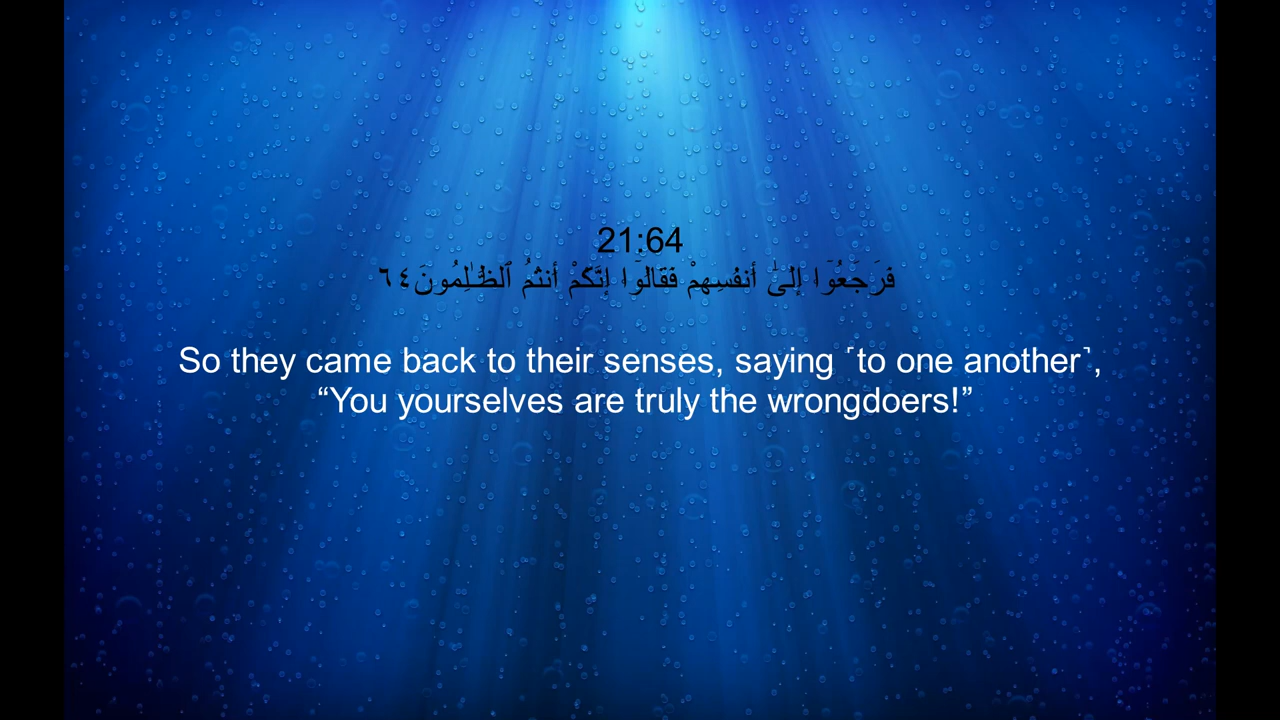 21:64
فَرَجَعُوٓا۟ إِلَىٰٓ أَنفُسِهِمْ فَقَالُوٓا۟ إِنَّكُمْ أَنتُمُ ٱلظَّـٰلِمُونَ٦٤
So they came back to their senses, saying ˹to one another˺,
“You yourselves are truly the wrongdoers!”